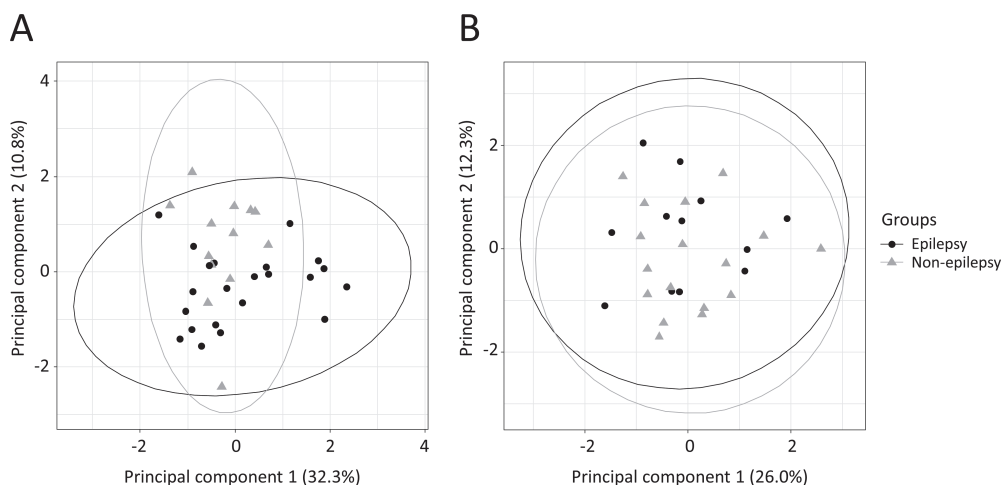 A
B
Principal component 2 (10.8%)
4
2
0
-2
-2
0
2
4
Principal component 1 (32.3%)
Principal component 2 (12.3%)
2
0
-2
-2
0
2
Principal component 1 (26.0%)
Groups
Epilepsy
Non-epilepsy